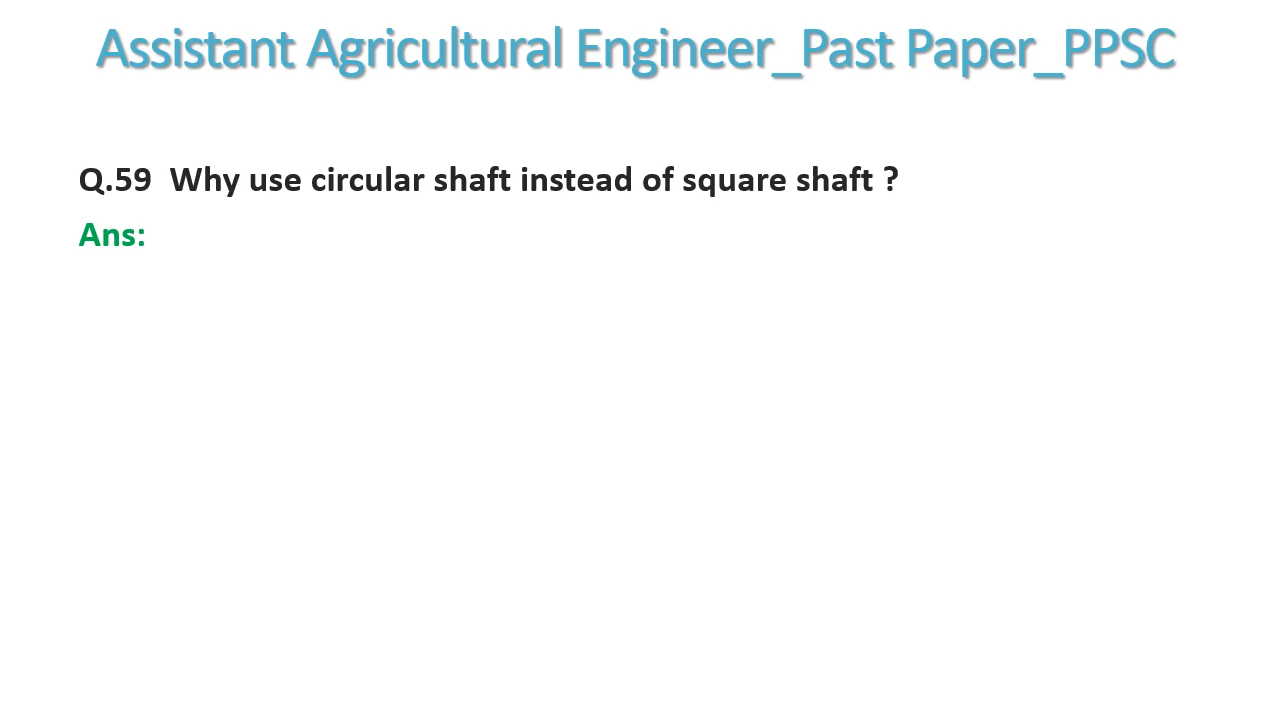 Assistant Agricultural Engineer_Past Paper_PPSC
Q.59 Why use circular shaft instead of square shaft ?
Ans: